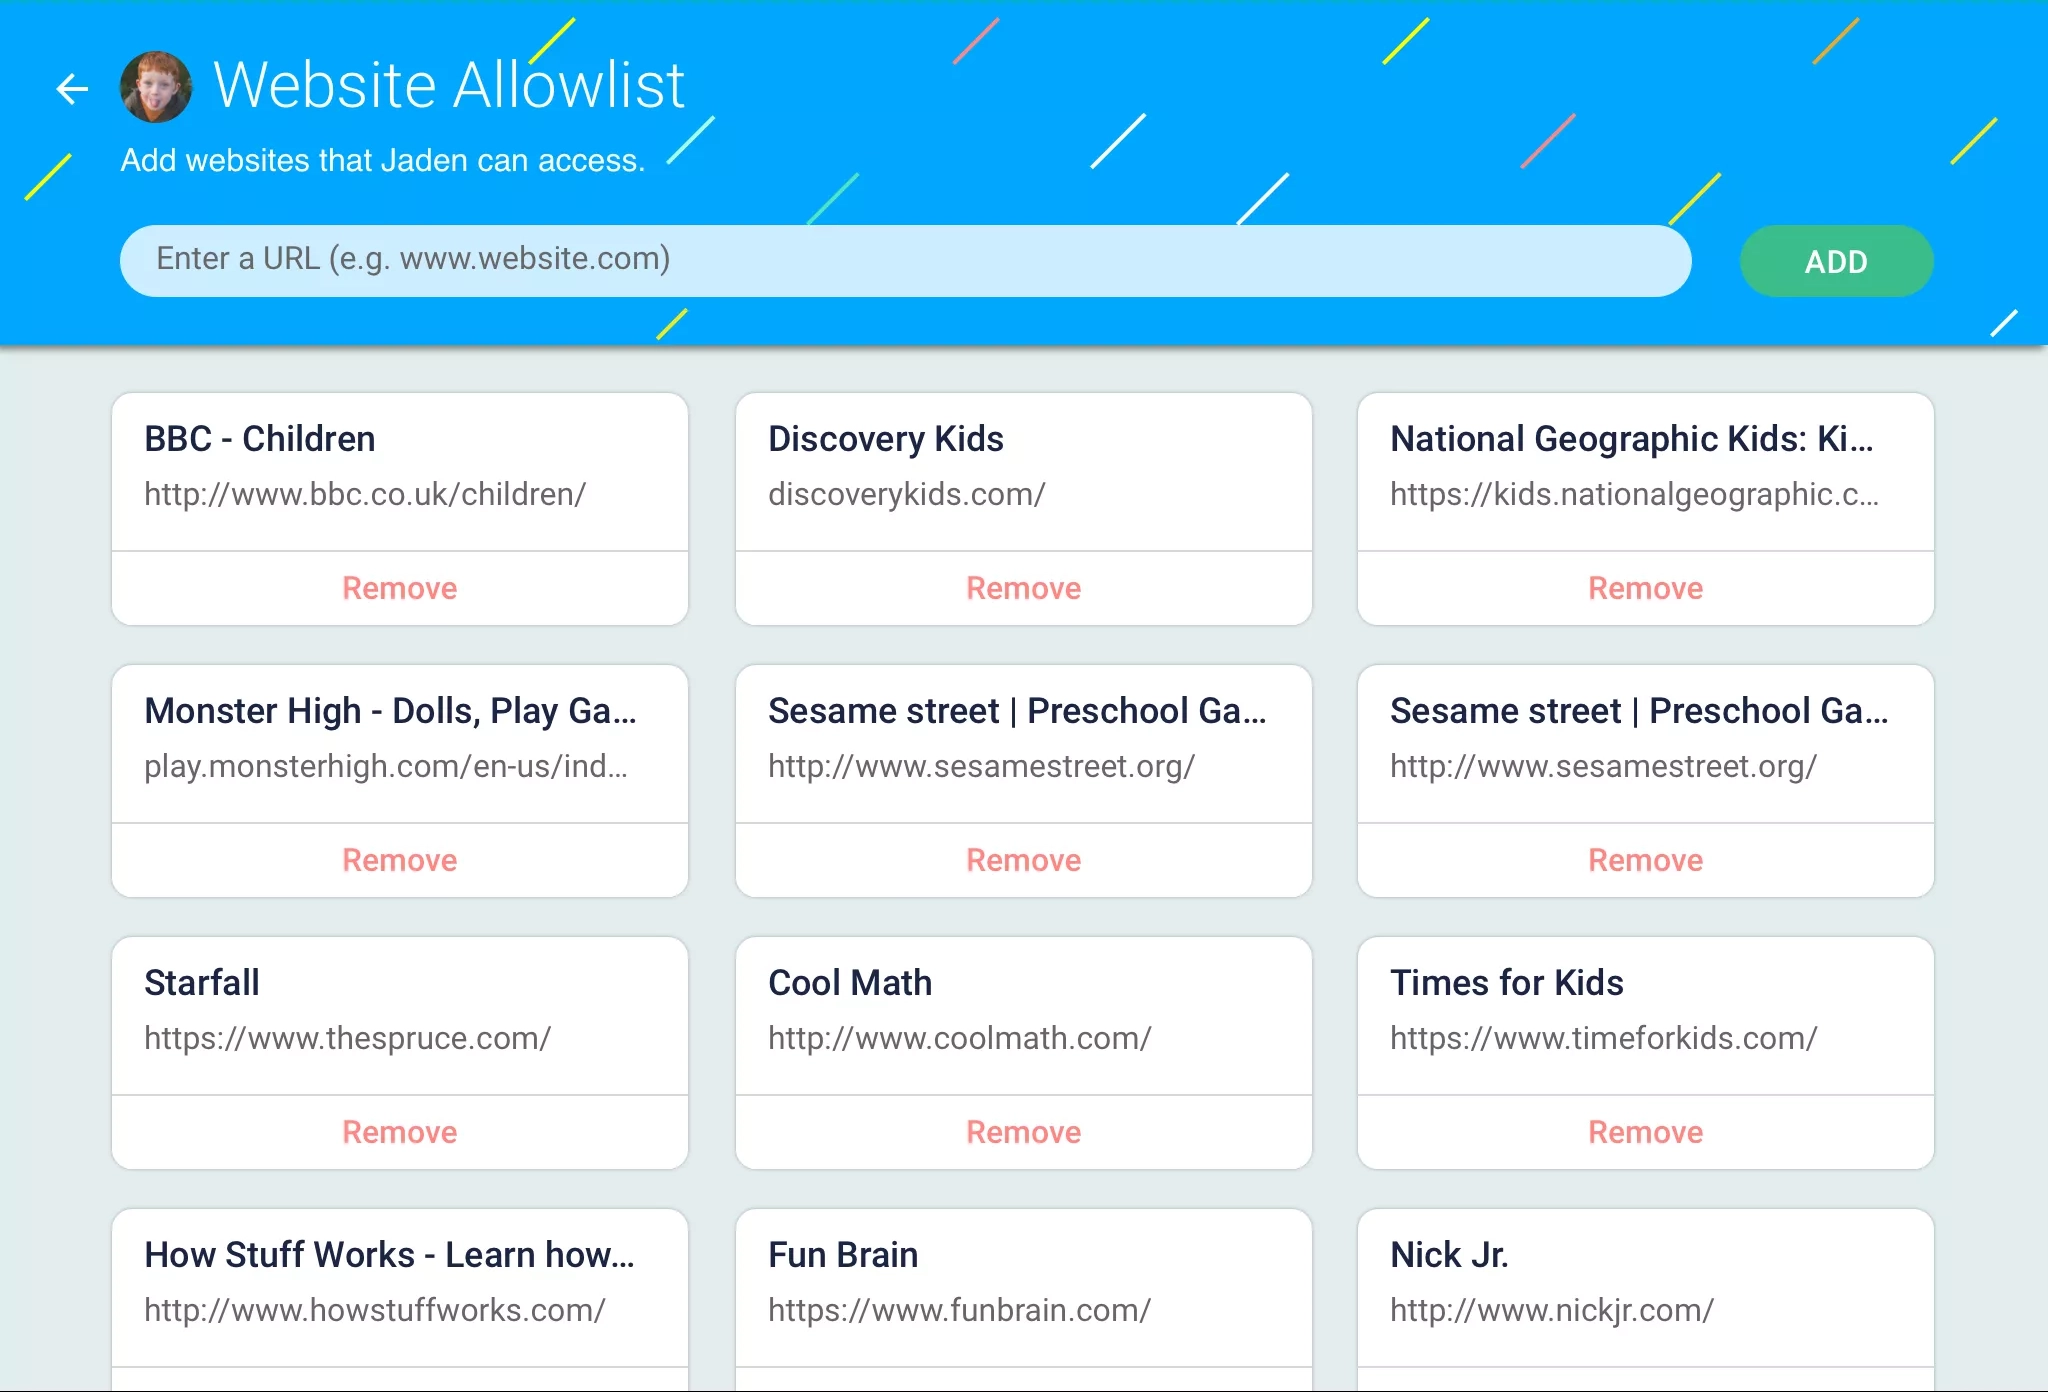 Website Allowlist
Add websites that Jaden can access.
Enter a URL (e.g. www.website.com)
ADD
BBC - Children
http://www.bbc.co.uk/children/
Remove
Discovery Kids
discoverykids.com/
Remove
National Geographic Kids: Ki...
https://kids.nationalgeographic.c...
Remove
Monster High - Dolls, Play Ga...
play.monsterhigh.com/en-us/ind...
Remove
Sesame street | Preschool Ga...
http://www.sesamestreet.org/
Remove
Sesame street | Preschool Ga...
http://www.sesamestreet.org/
Remove
Starfall
https://www.thespruce.com/
Remove
Cool Math
http://www.coolmath.com/
Remove
Times for Kids
https://www.timeforkids.com/
Remove
How Stuff Works - Learn how...
http://www.howstuffworks.com/
Fun Brain
https://www.funbrain.com/
Nick Jr.
http://www.nickjr.com/